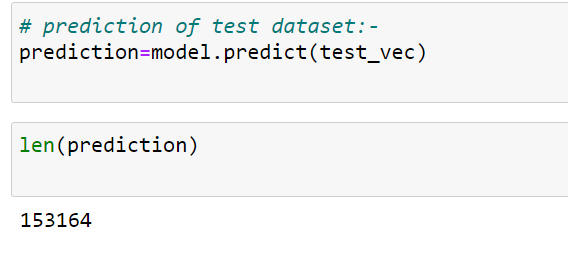 # prediction of test dataset:-
prediction=model.predict(test_vec)
len(prediction)
153164